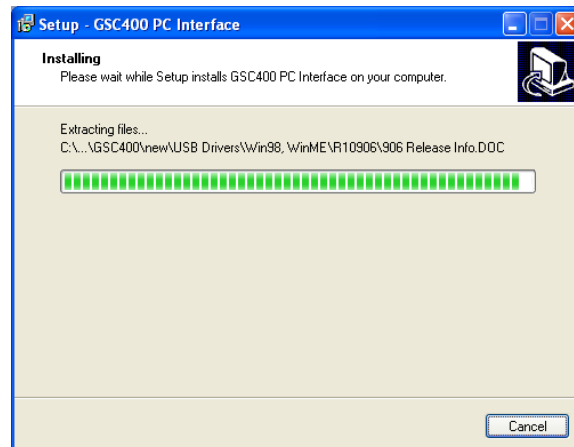 Setup - GSC400 PC Interface
Installing
Please wait while Setup installs GSC400 PC Interface on your computer.
Extracting files...
C:\...\GSC400\new\USB Drivers\Win98, WinME\R10906\906 Release Info.DOC
Cancel